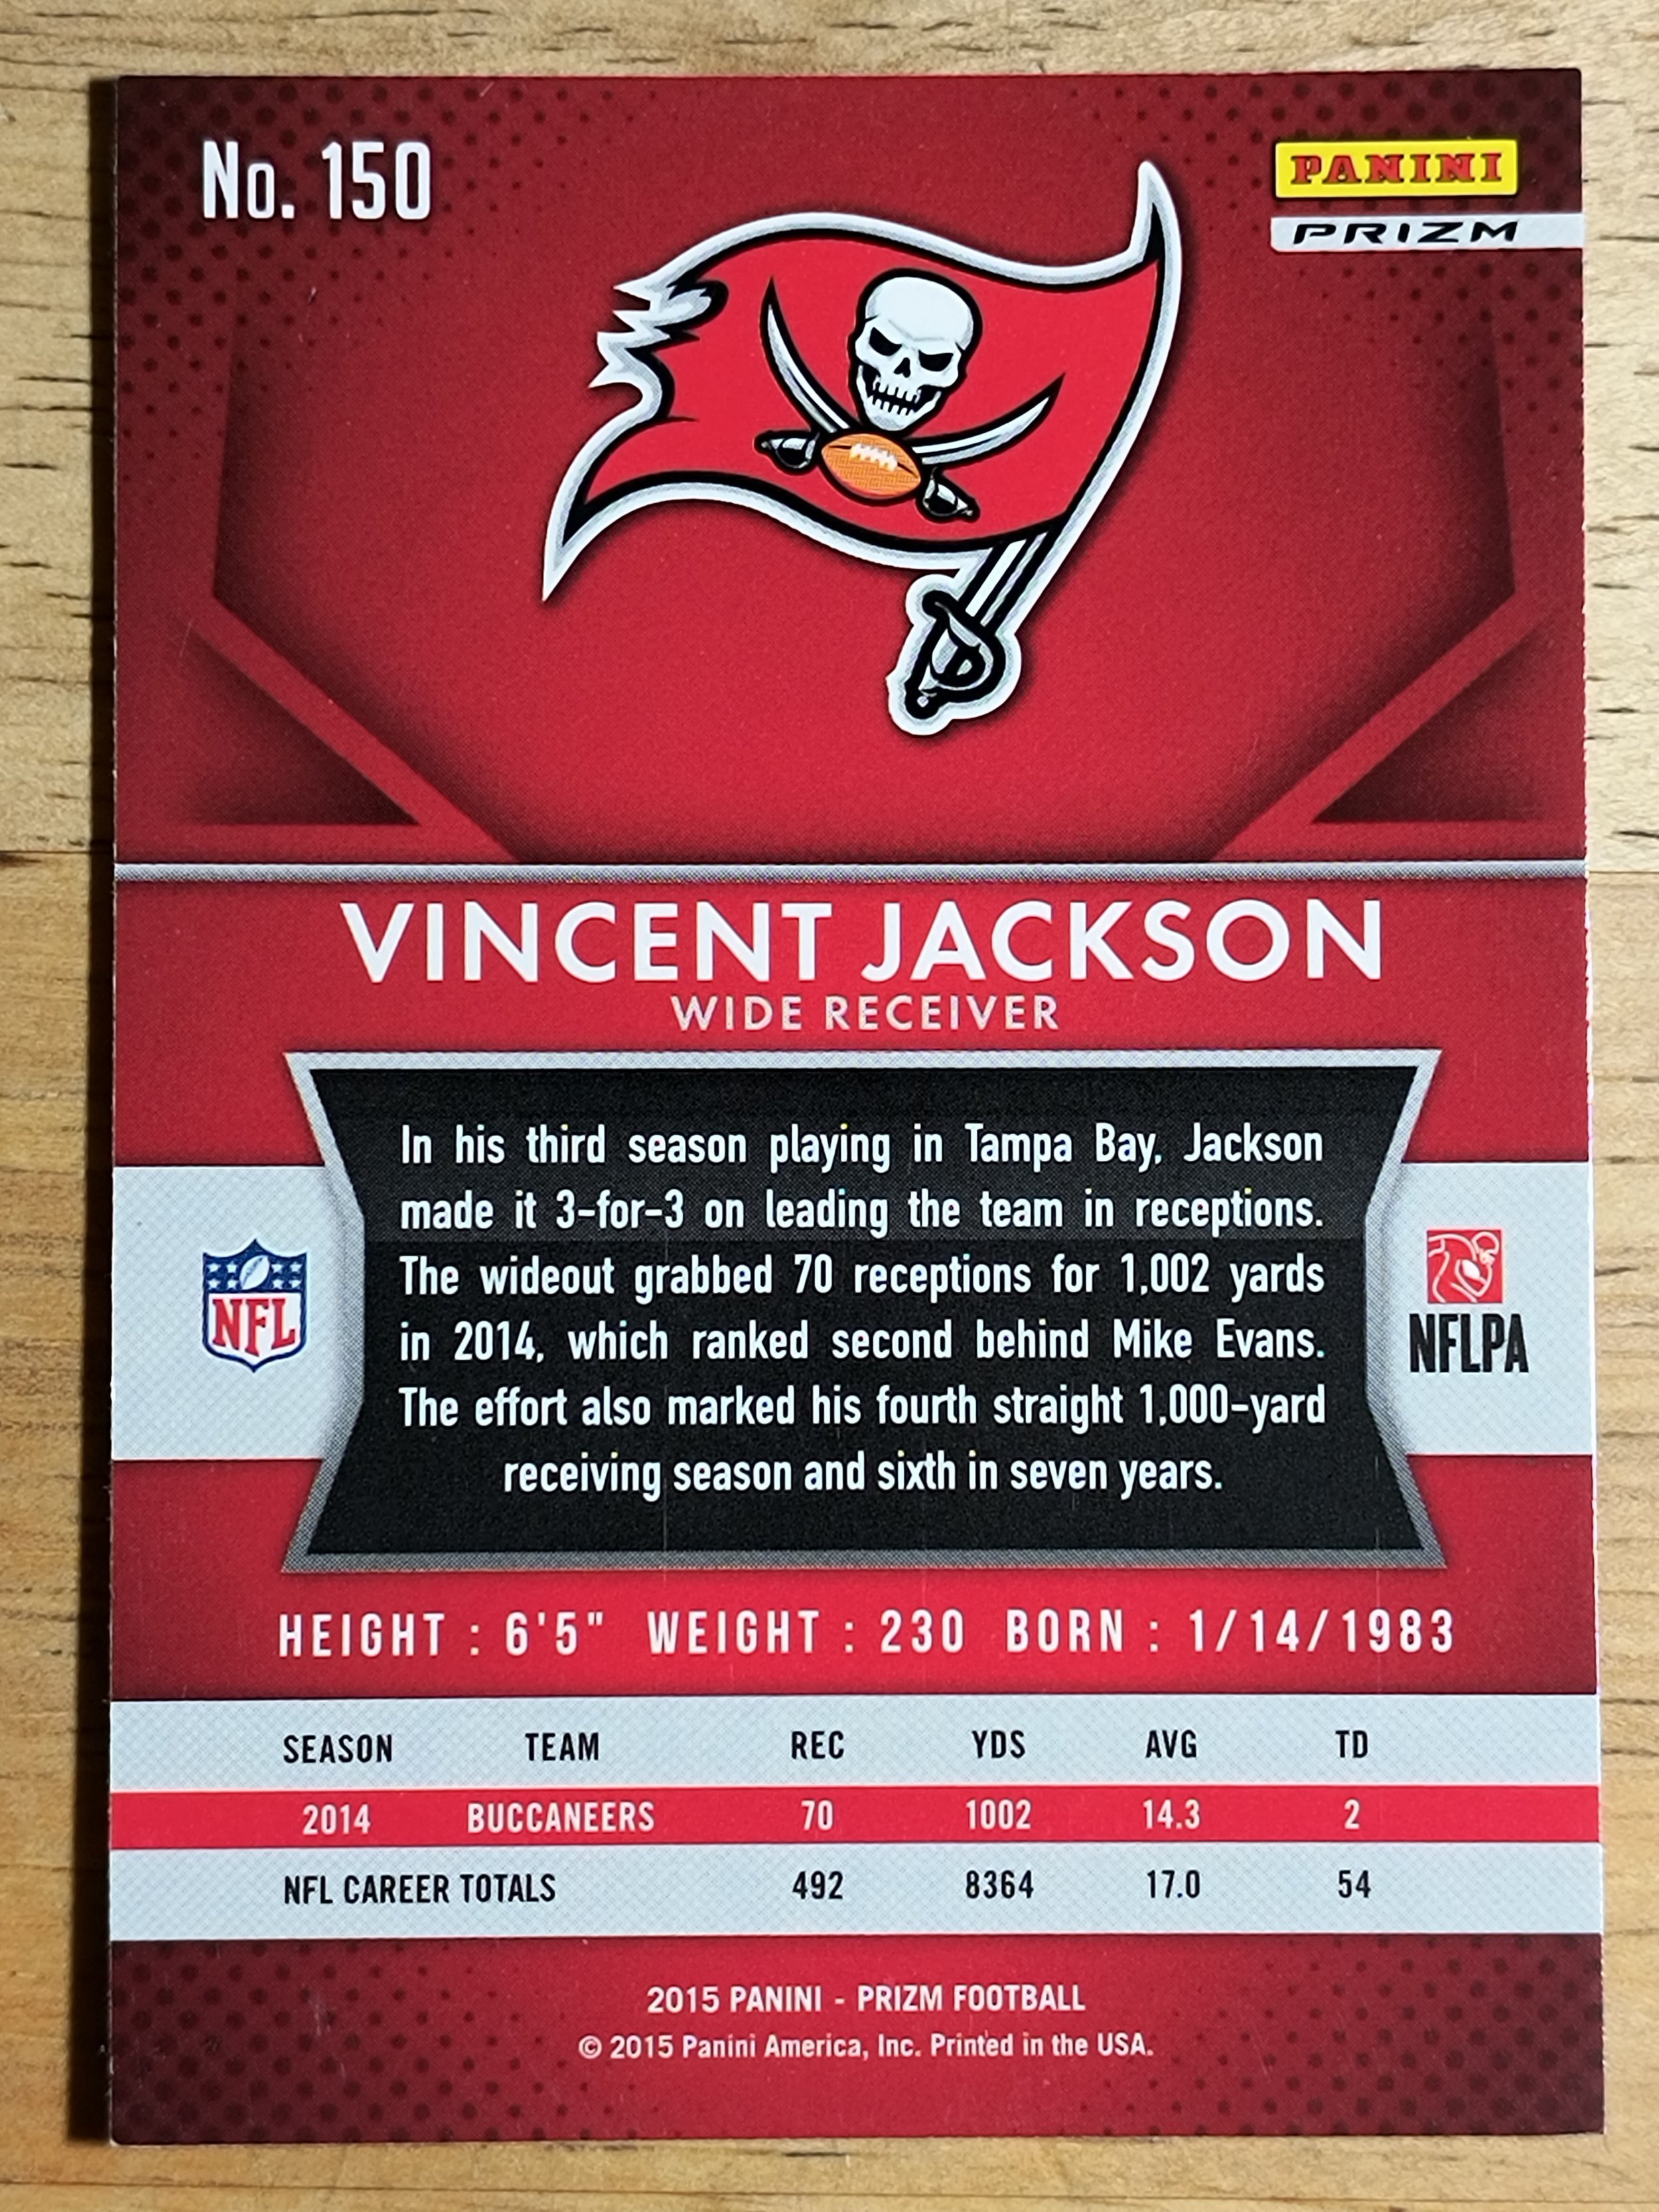 No. 150
PANINI
PRIZM
VINCENT JACKSON
WIDE RECEIVER
In his third season playing in Tampa Bay, Jackson
made it 3-for-3 on leading the team in receptions.
The wideout grabbed 70 receptions for 1,002 yards
in 2014, which ranked second behind Mike Evans.
The effort also marked his fourth straight 1,000-yard
receiving season and sixth in seven years.
NFL
NFLPA
HEIGHT : 6'5" WEIGHT : 230 BORN : 1/14/1983
SEASON TEAM REC YDS AVG TD
2014 BUCCANEERS 70 1002 14.3 2
NFL CAREER TOTALS 492 8364 17.0 54
2015 PANINI - PRIZM FOOTBALL
© 2015 Panini America, Inc. Printed in the USA.